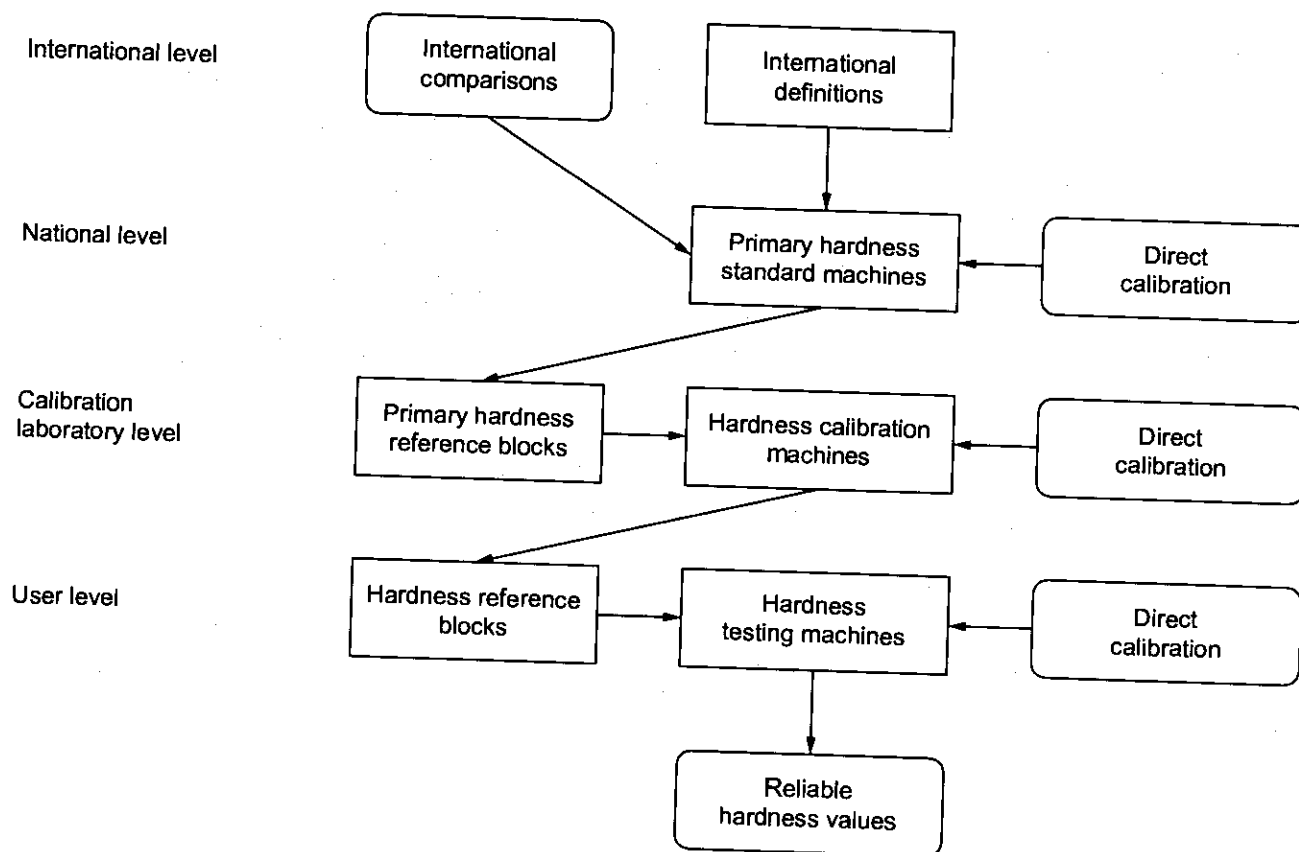 International level
International
comparisons
International
definitions
National level
Primary hardness
standard machines
Direct
calibration
Calibration
laboratory level
Primary hardness
reference blocks
Hardness calibration
machines
Direct
calibration
User level
Hardness reference
blocks
Hardness
testing machines
Direct
calibration
Reliable
hardness values